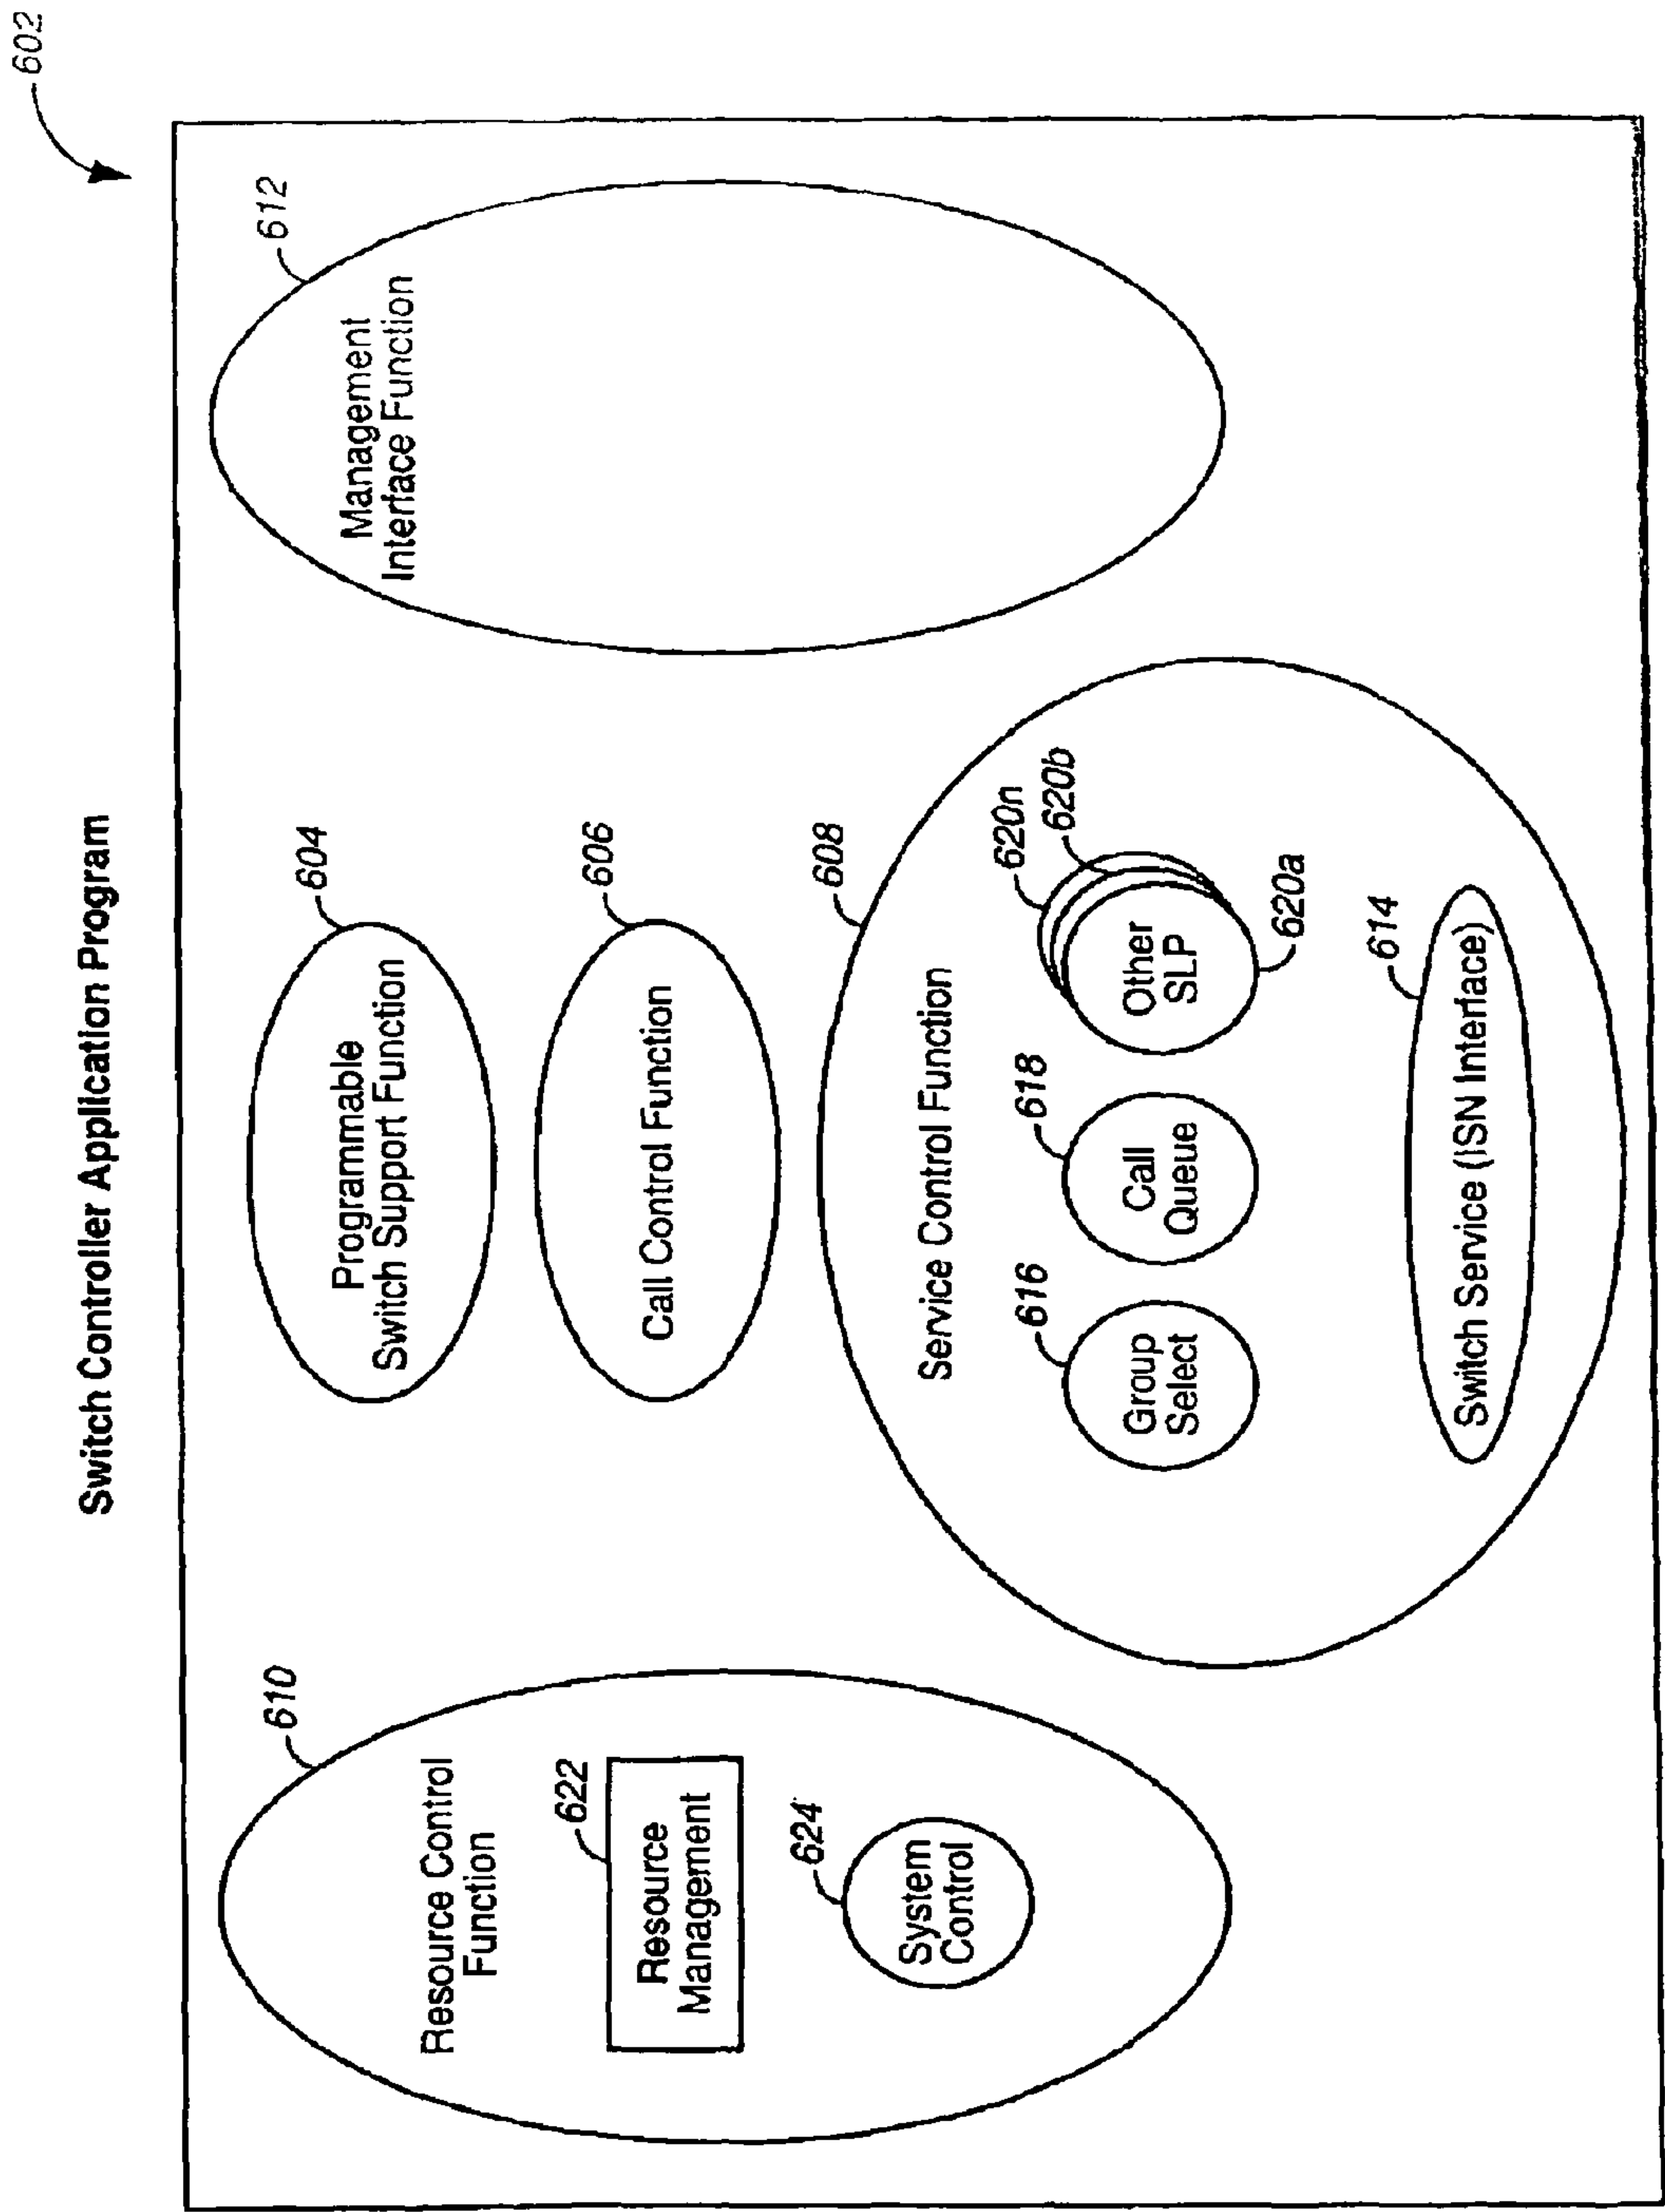 Switch Controller Application Program
602
610
Resource Control
Function
622
Resource
Management
624
System
Control
604
Programmable
Switch Support Function
606
Call Control Function
608
Service Control Function
616
Group
Select
618
Call
Queue
620n
620b
Other
SLP
620a
614
Switch Service (ISN Interface)
612
Management
Interface Function